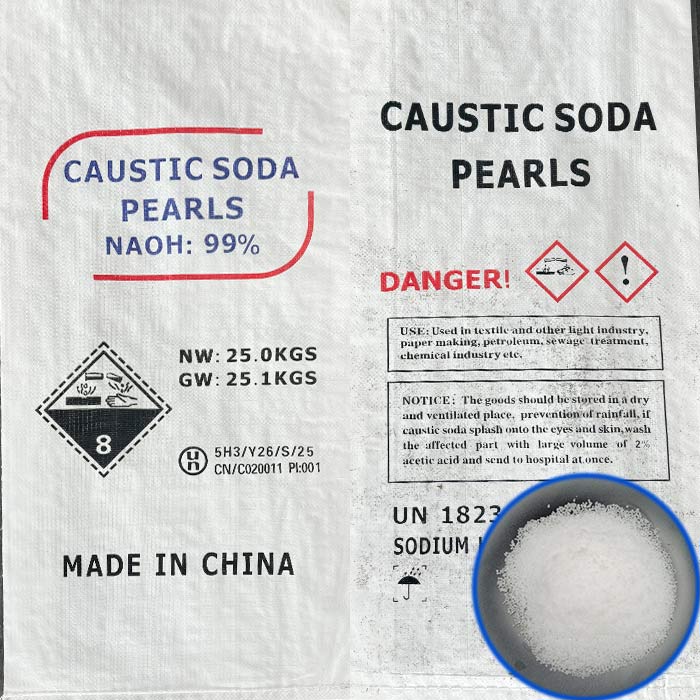 CAUSTIC SODA
PEARLS
NAOH: 99%
NW: 25.0KGS
GW: 25.1KGS
8
UN
5H3/Y26/S/25
CN/C020011 PI:001
MADE IN CHINA
CAUSTIC SODA
PEARLS
DANGER!
!
USE: Used in textile and other light industry,
paper making, petroleum, sewage treatment,
chemical industry etc.
NOTICE: The goods should be stored in a dry
and ventilated place, prevention of rainfall, if
caustic soda splash onto the eyes and skin, wash
the affected part with large volume of 2%
acetic acid and send to hospital at once.
UN 1823
SODIUM